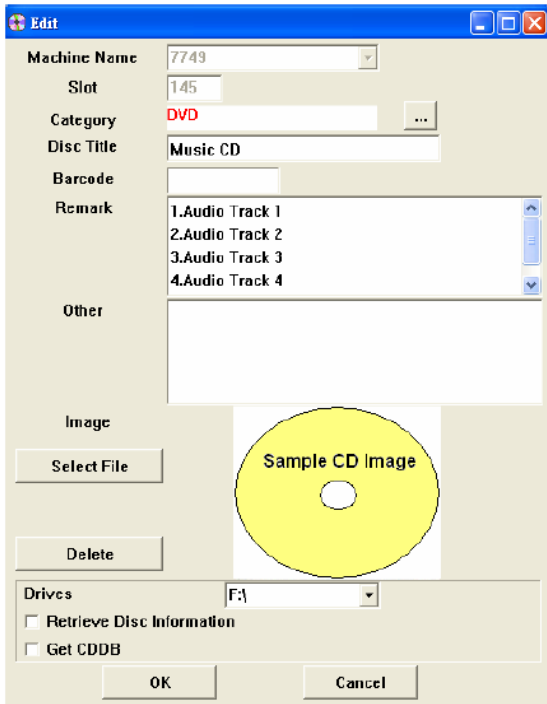 Edit
Machine Name 7749
Slot 145
Category DVD ...
Disc Title Music CD
Barcode
Remark 1.Audio Track 1
2.Audio Track 2
3.Audio Track 3
4.Audio Track 4
Other
Image
Select File
Sample CD Image
Delete
Drives F:\
Retrieve Disc Information
Get CDDB
OK Cancel